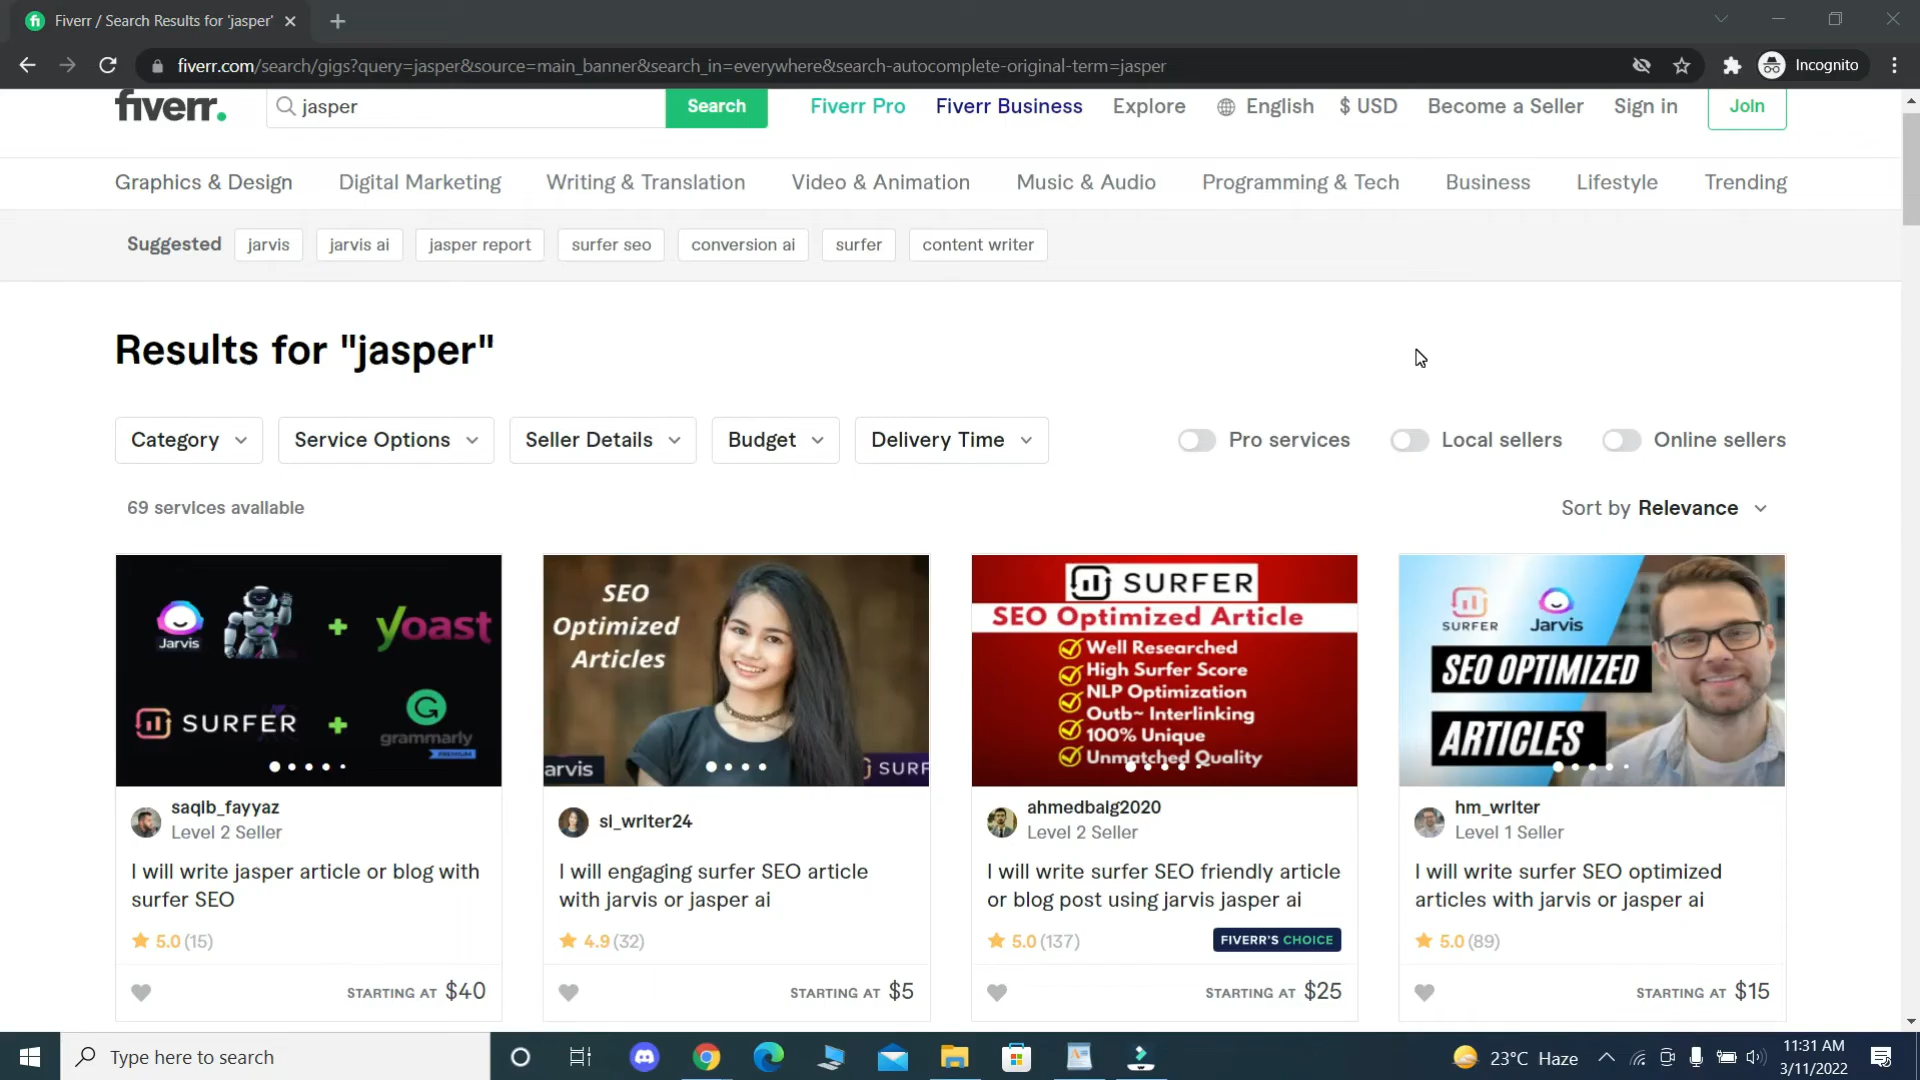 Fiverr / Search Results for 'jasper'
fiverr.com/search/gigs?query=jasper&source=main_banner&search_in=everywhere&search-autocomplete-original-term=jasper
Incognito
fiverr.
jasper
Search
Fiverr Pro
Fiverr Business
Explore
English
$ USD
Become a Seller
Sign in
Join
Graphics & Design
Digital Marketing
Writing & Translation
Video & Animation
Music & Audio
Programming & Tech
Business
Lifestyle
Trending
Suggested
jarvis
jarvis ai
jasper report
surfer seo
conversion ai
surfer
content writer
Results for "jasper"
Category
Service Options
Seller Details
Budget
Delivery Time
Pro services
Local sellers
Online sellers
69 services available
Sort by Relevance
Jarvis
yoast
SURFER
grammarly
PREMIUM
saqib_fayyaz
Level 2 Seller
I will write jasper article or blog with
surfer SEO
5.0 (15)
STARTING AT $40
SEO
Optimized
Articles
arvis
SURF
si_writer24
I will engaging surfer SEO article
with jarvis or jasper ai
4.9 (32)
STARTING AT $5
SURFER
SEO Optimized Article
Well Researched
High Surfer Score
NLP Optimization
Outb~ Interlinking
100% Unique
Unmatched Quality
ahmedbaig2020
Level 2 Seller
I will write surfer SEO friendly article
or blog post using jarvis jasper ai
5.0 (137)
FIVERR'S CHOICE
STARTING AT $25
SURFER
Jarvis
SEO OPTIMIZED
ARTICLES
hm_writer
Level 1 Seller
I will write surfer SEO optimized
articles with jarvis or jasper ai
5.0 (89)
STARTING AT $15
Type here to search
23°C Haze
11:31 AM
3/11/2022